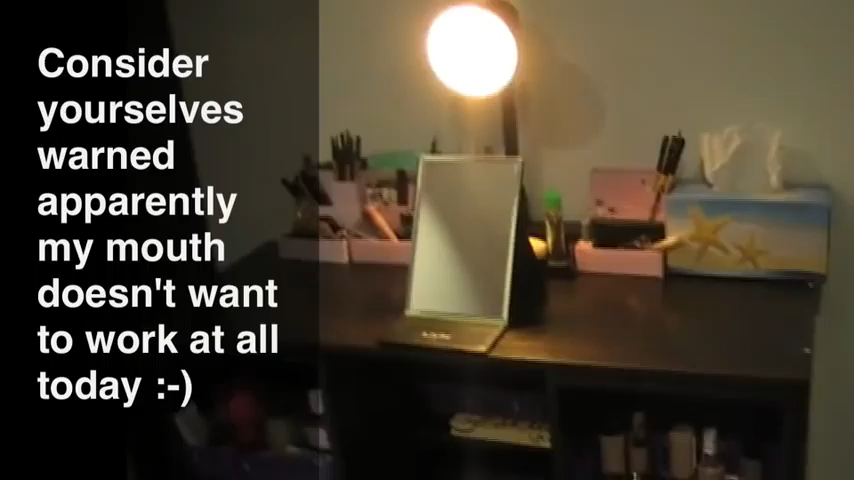 Consider
yourselves
warned
apparently
my mouth
doesn't want
to work at all
today :-)